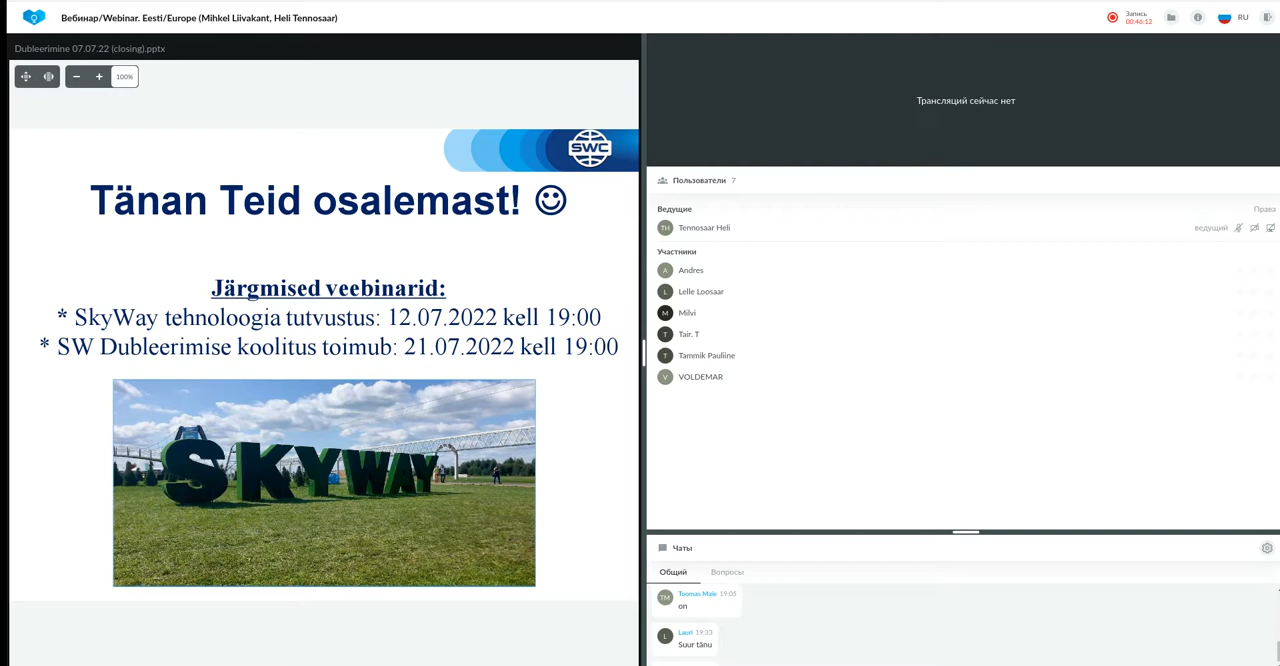 Вебинар/Webinar. Eesti/Europe (Mihkel Liivakant, Heli Tennosaar)
Запись
00:46:12
RU
Dubleerimine 07.07.22 (closing).pptx
100%
SWC
Tänan Teid osalemast! ☺
Järgmised veebinarid:
* SkyWay tehnoloogia tutvustus: 12.07.2022 kell 19:00
* SW Dubleerimise koolitus toimub: 21.07.2022 kell 19:00
SKYWAY
Трансляций сейчас нет
Пользователи 7
Ведущие Права
TH Tennosaar Heli ведущий
Участники
A Andres
L Lelle Loosaar
M Milvi
T Tair. T
T Tammik Pauliine
V VOLDEMAR
Чаты
Общий Вопросы
TM Toomas Maie 19:05
on
L Lauri 19:33
Suur tänu